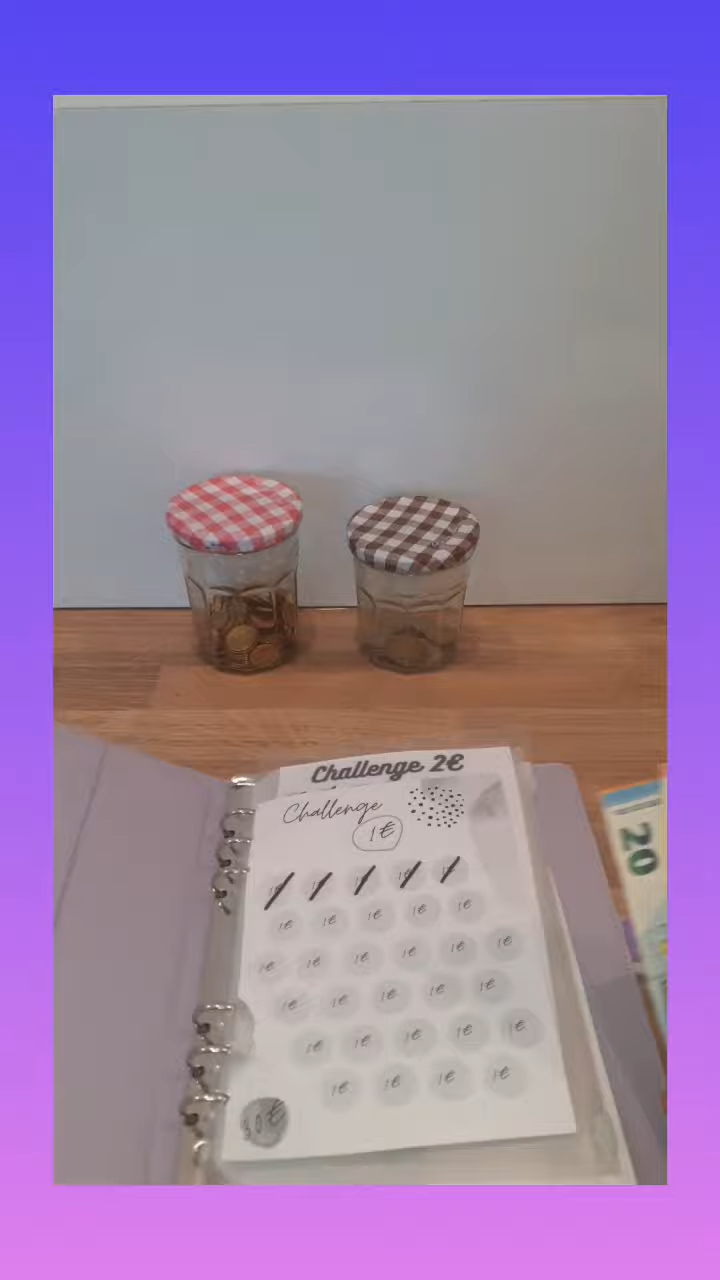 Challenge 2€
Challenge
1€
1€ 1€ 1€ 1€ 1€
1€ 1€ 1€ 1€ 1€
1€ 1€ 1€ 1€ 1€ 1€
1€ 1€ 1€ 1€ 1€
1€ 1€ 1€ 1€ 1€
1€ 1€ 1€ 1€
30€
20